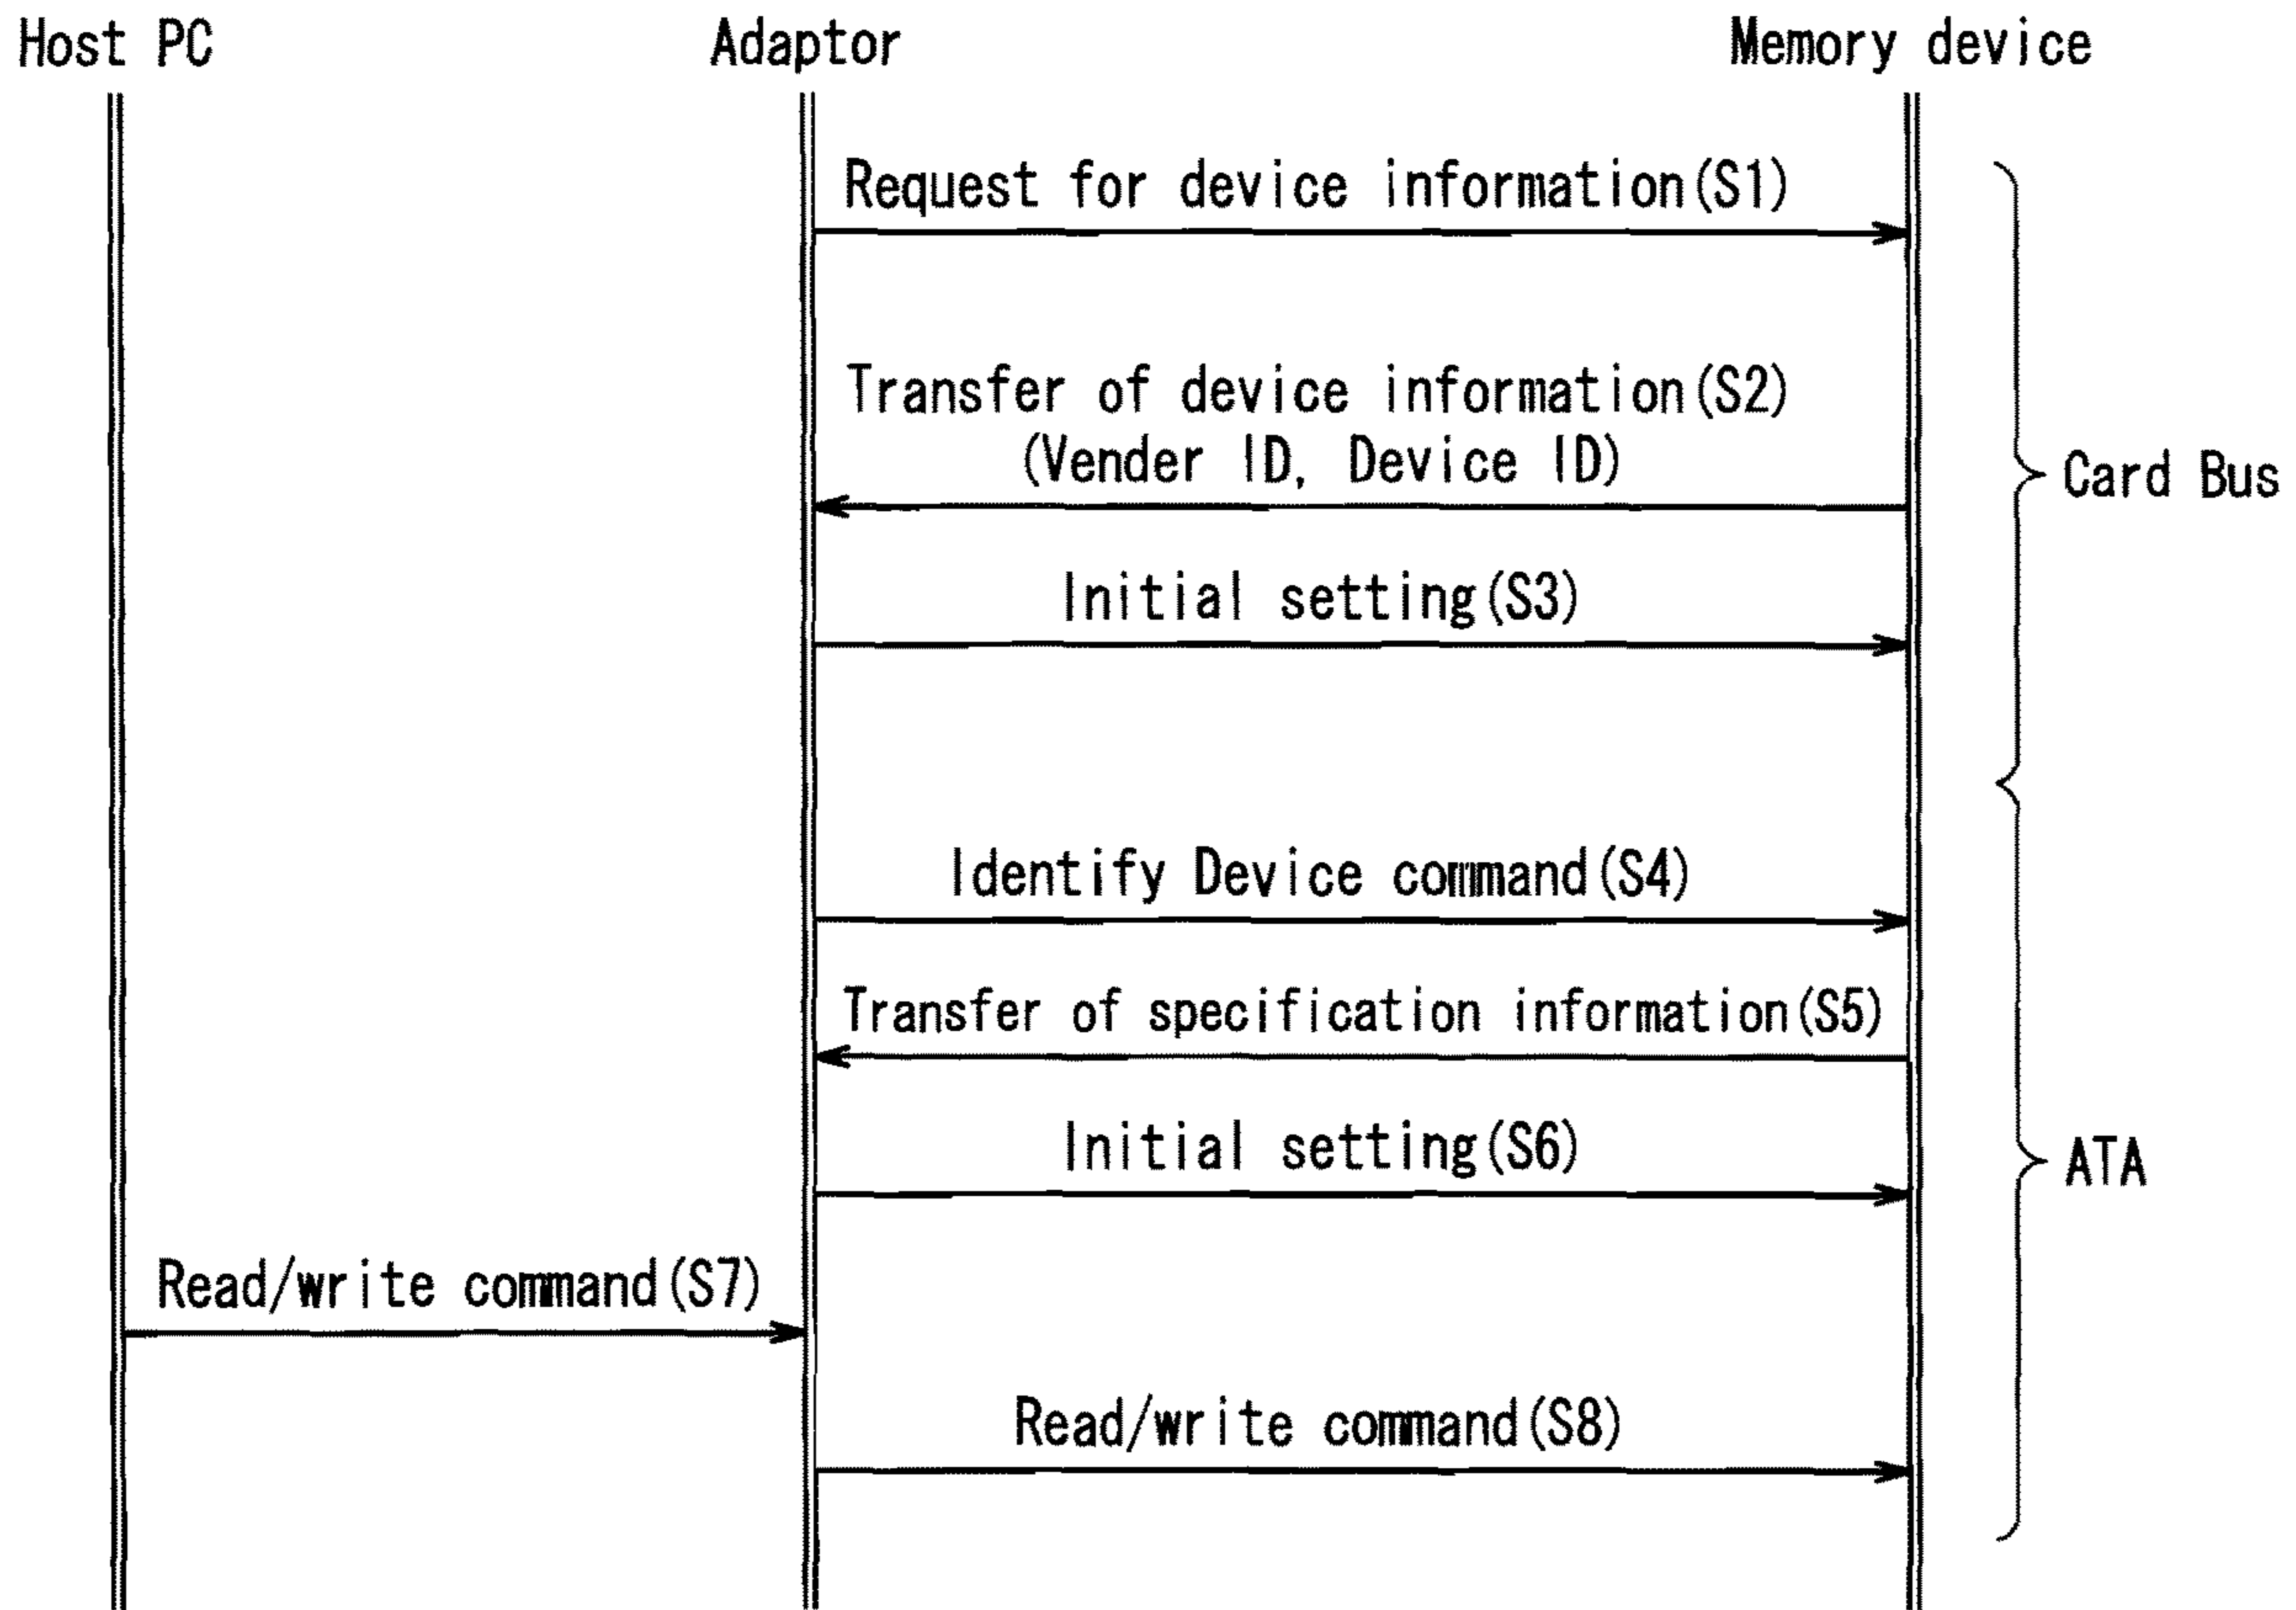 Host PC
Adaptor
Memory device
Request for device information(S1)
Transfer of device information(S2)
(Vender ID, Device ID)
Card Bus
Initial setting(S3)
Identify Device command(S4)
Transfer of specification information(S5)
Initial setting(S6)
ATA
Read/write command(S7)
Read/write command(S8)